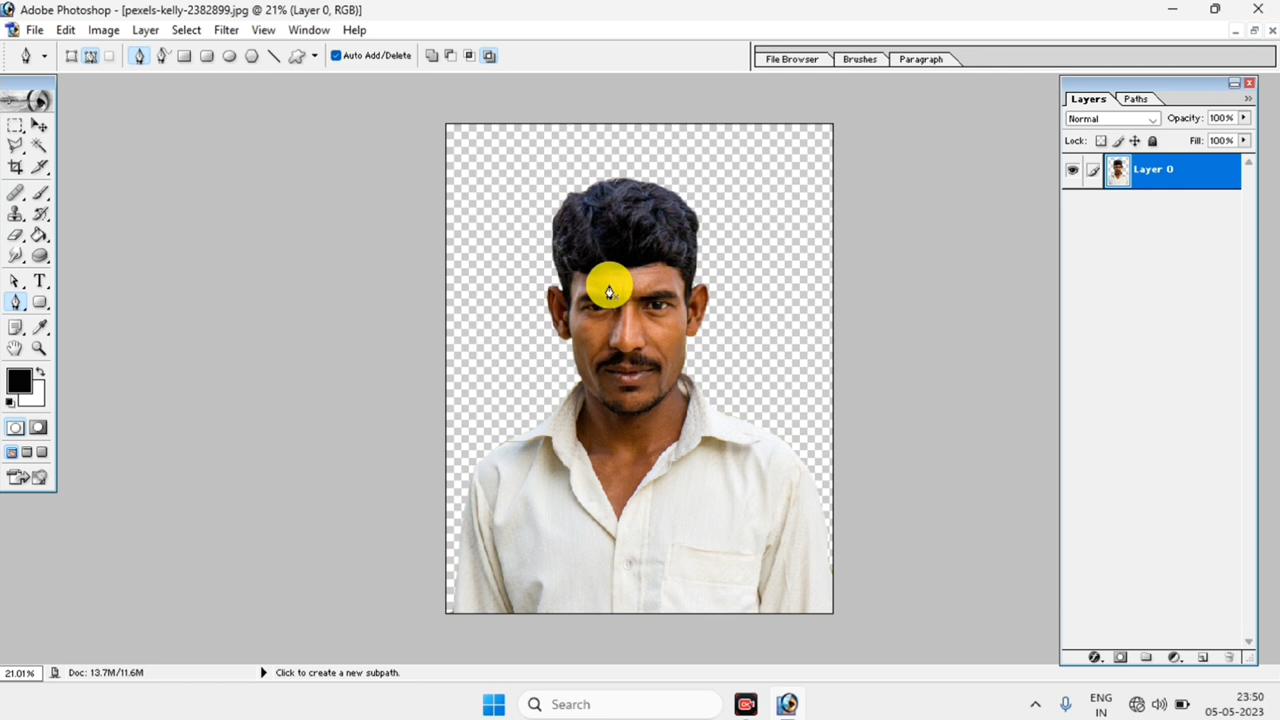 Adobe Photoshop - [pexels-kelly-2382899.jpg @ 21% (Layer 0, RGB)]
File Edit Image Layer Select Filter View Window Help
Auto Add/Delete
File Browser Brushes Paragraph
Layers Paths
Normal Opacity: 100%
Lock: Fill: 100%
Layer 0
T
21.01% Doc: 13.7M/11.6M Click to create a new subpath.
Search
ENG
IN
23:50
05-05-2023